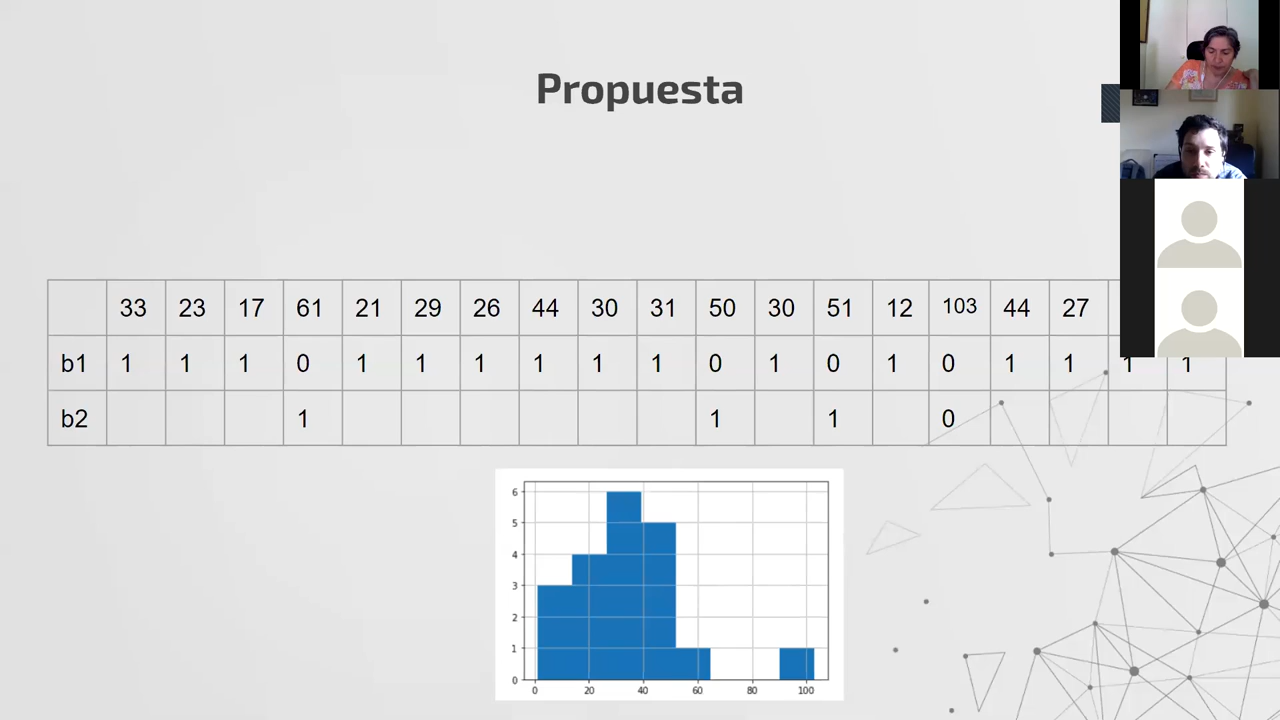 Propuesta
33 23 17 61 21 29 26 44 30 31 50 30 51 12 103 44 27
b1 1 1 1 0 1 1 1 1 1 1 0 1 0 1 0 1 1 1 1
b2 1 1 1 0
6
5
4
3
2
1
0
0 20 40 60 80 100